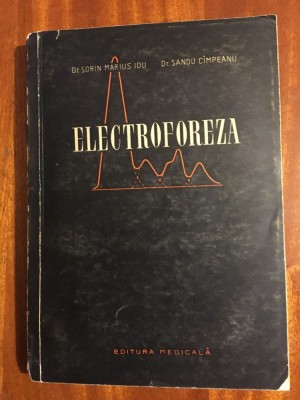 Dr. SORIN MARIUS IDU Dr. SANDU CÎMPEANU
ELECTROFOREZA
EDITURA MEDICALĂ